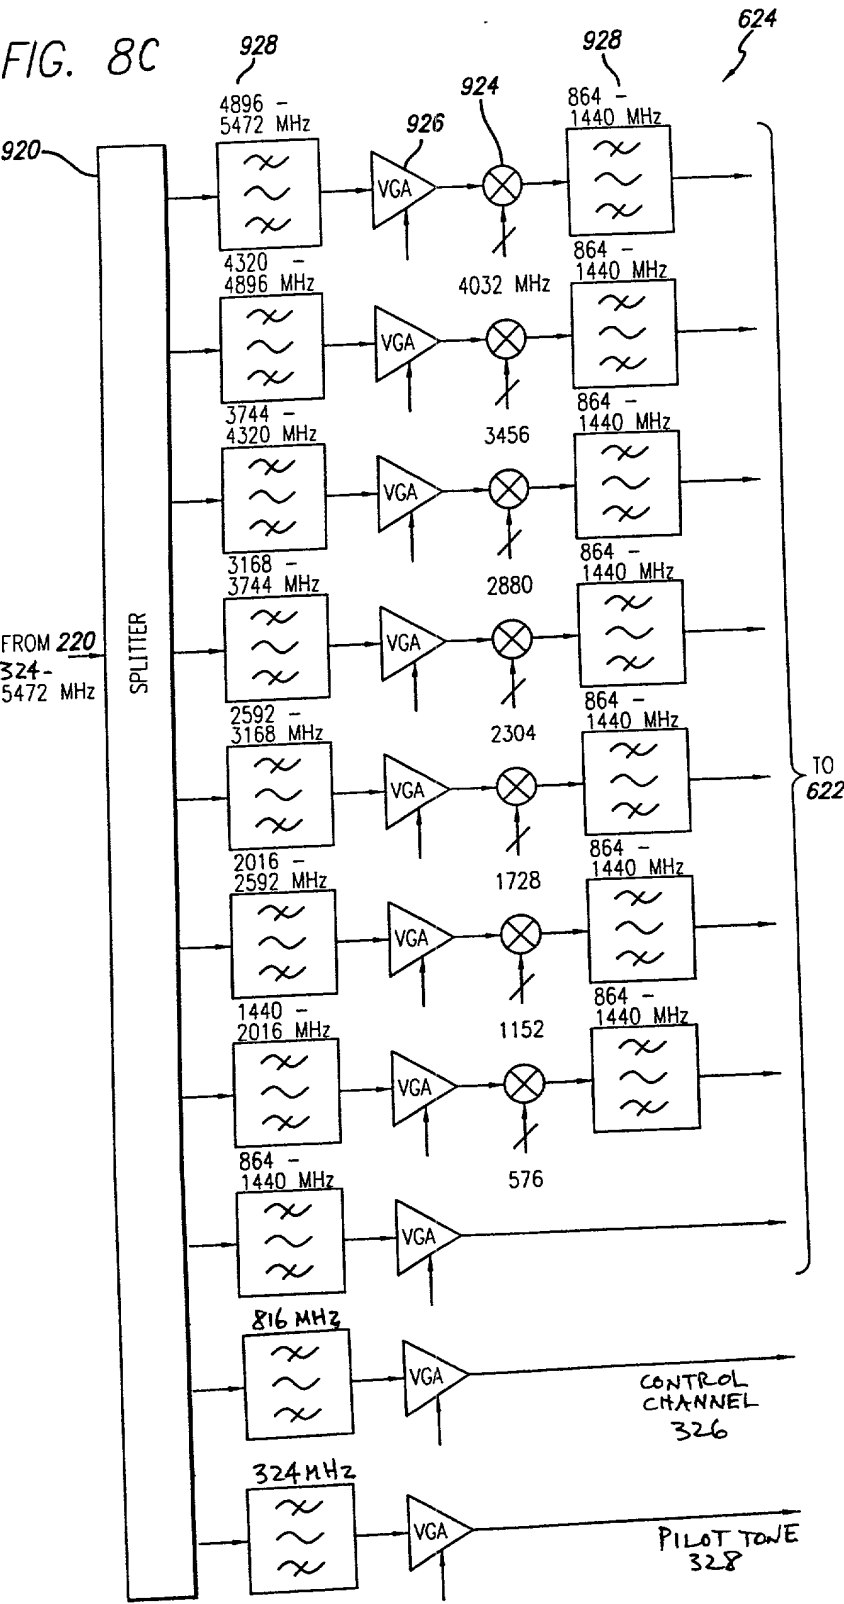 FIG. 8C
928
928
624
920
4896 -
5472 MHz
926
924
864 -
1440 MHz
VGA
4032 MHz
4320 -
4896 MHz
864 -
1440 MHz
VGA
3456
3744 -
4320 MHz
864 -
1440 MHz
VGA
2880
3168 -
3744 MHz
864 -
1440 MHz
VGA
2304
FROM 220
324-
5472 MHz
SPLITTER
2592 -
3168 MHz
864 -
1440 MHz
VGA
1728
TO
622
2016 -
2592 MHz
864 -
1440 MHz
VGA
1152
1440 -
2016 MHz
864 -
1440 MHz
VGA
576
864 -
1440 MHz
VGA
816 MHz
VGA
CONTROL
CHANNEL
326
324 MHz
VGA
PILOT TONE
328